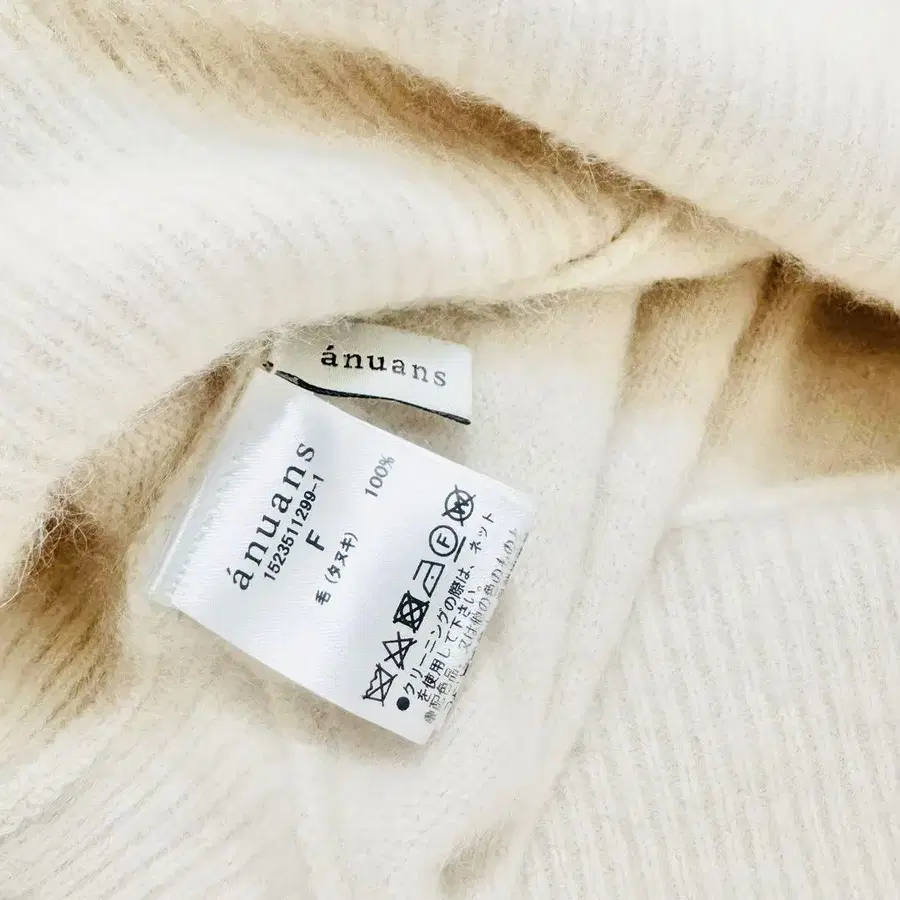 ánuans
ánuans
1523511299-1
F
毛(タヌキ) 100%
●クリーニングの際は、ネット
を使用して下さい。